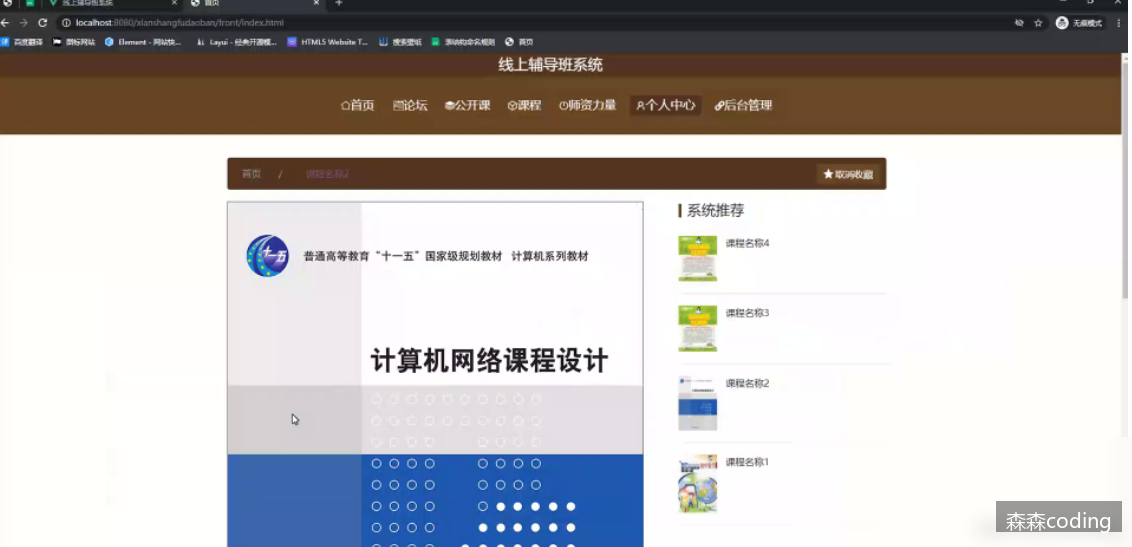 线上辅导班系统
首页
localhost:8080/xianshangfudaoban/front/index.html
无痕模式
百度翻译 图标网站 Element - 网站快... Layui - 经典开源模... HTML5 Website T... 搜索壁纸 表结构命名规则 首页
线上辅导班系统
首页 论坛 公开课 课程 师资力量 个人中心 后台管理
首页 / 课程名称2 取消收藏
系统推荐
十一五
普通高等教育“十一五”国家级规划教材 计算机系列教材
计算机网络课程设计
课程名称4
课程名称3
课程名称2
课程名称1
森森coding